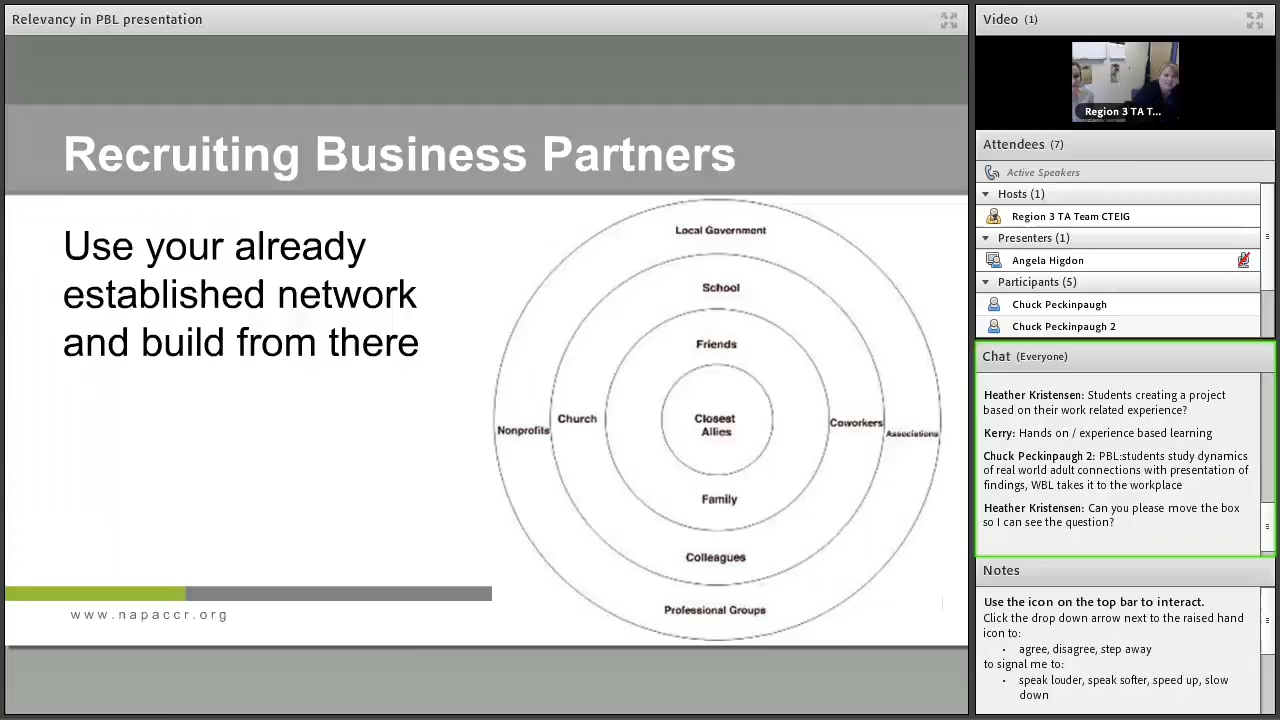 Relevancy in PBL presentation
Recruiting Business Partners
Use your already
established network
and build from there
Local Government
School
Friends
Closest
Allies
Church
Nonprofits
Coworkers
Associations
Family
Colleagues
Professional Groups
www.napaccr.org
Video (1)
Region 3 TA T...
Attendees (7)
Active Speakers
Hosts (1)
Region 3 TA Team CTEIG
Presenters (1)
Angela Higdon
Participants (5)
Chuck Peckinpaugh
Chuck Peckinpaugh 2
Chat (Everyone)
Heather Kristensen: Students creating a project
based on their work related experience?
Kerry: Hands on / experience based learning
Chuck Peckinpaugh 2: PBL:students study dynamics
of real world adult connections with presentation of
findings, WBL takes it to the workplace
Heather Kristensen: Can you please move the box
so I can see the question?
Notes
Use the icon on the top bar to interact.
Click the drop down arrow next to the raised hand
icon to:
• agree, disagree, step away
to signal me to:
• speak louder, speak softer, speed up, slow
down